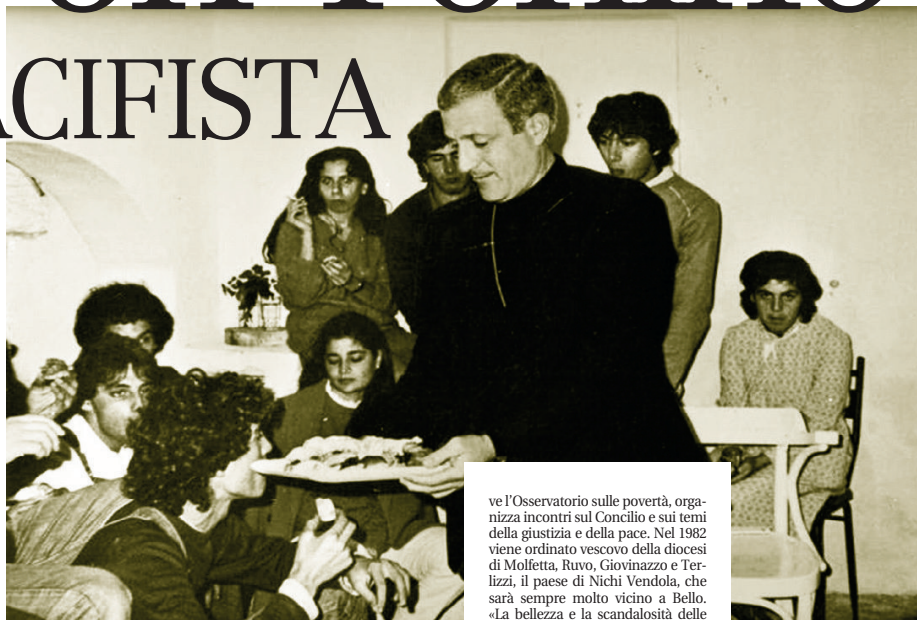 ACIFISTA
ve l'Osservatorio sulle povertà, orga-
nizza incontri sul Concilio e sui temi
della giustizia e della pace. Nel 1982
viene ordinato vescovo della diocesi
di Molfetta, Ruvo, Giovinazzo e Ter-
lizzi, il paese di Nichi Vendola, che
sarà sempre molto vicino a Bello.
«La bellezza e la scandalosità delle